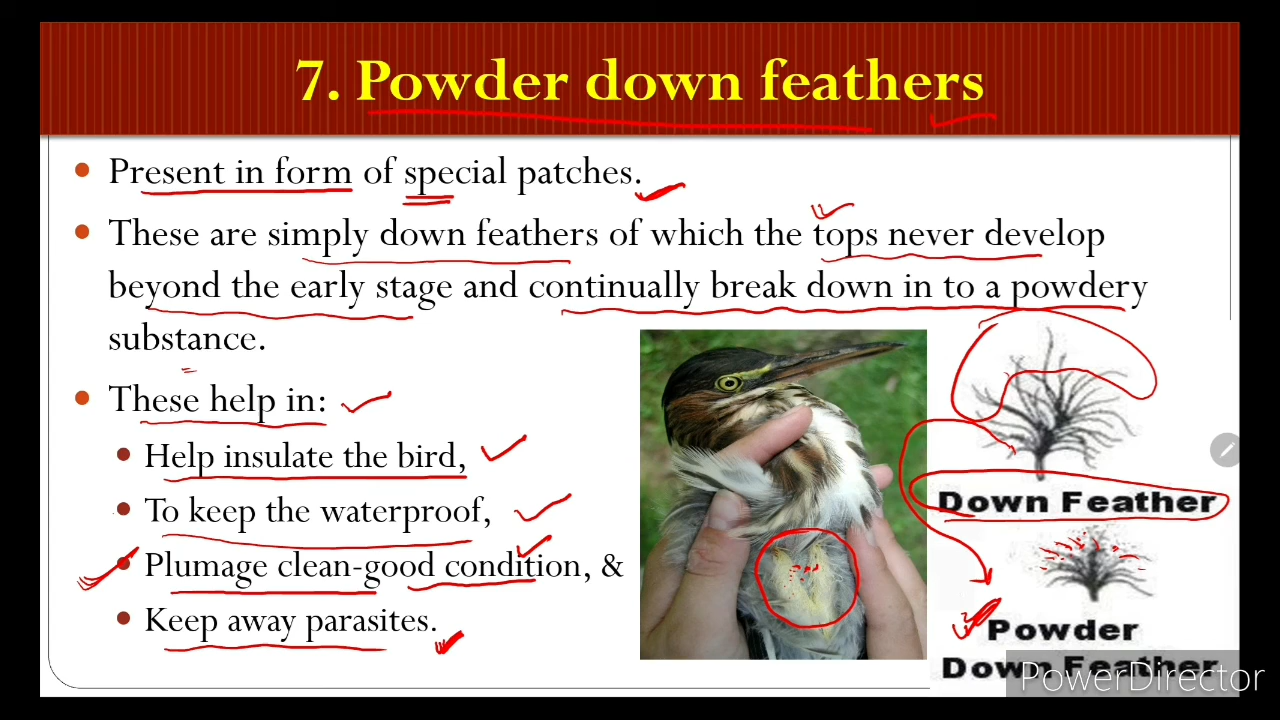 7. Powder down feathers
Present in form of special patches.
These are simply down feathers of which the tops never develop
beyond the early stage and continually break down in to a powdery
substance.
These help in:
Help insulate the bird,
To keep the waterproof,
Plumage clean-good condition, &
Keep away parasites.
Down Feather
Powder
Down Feather
PowerDirector